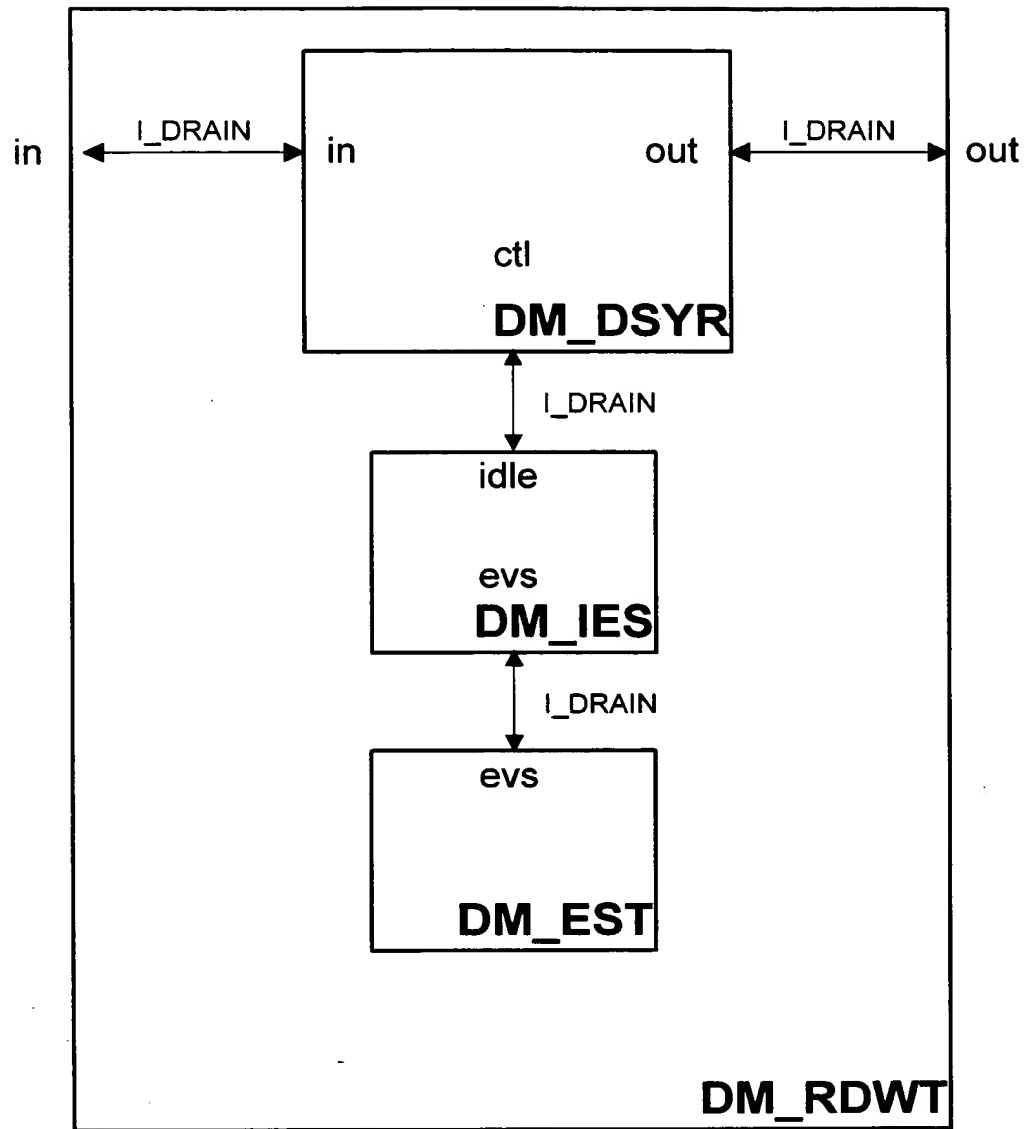 I_DRAIN I_DRAIN
in in out out
ctl
DM_DSYR
I_DRAIN
idle
evs
DM_IES
I_DRAIN
evs
DM_EST
DM_RDWT